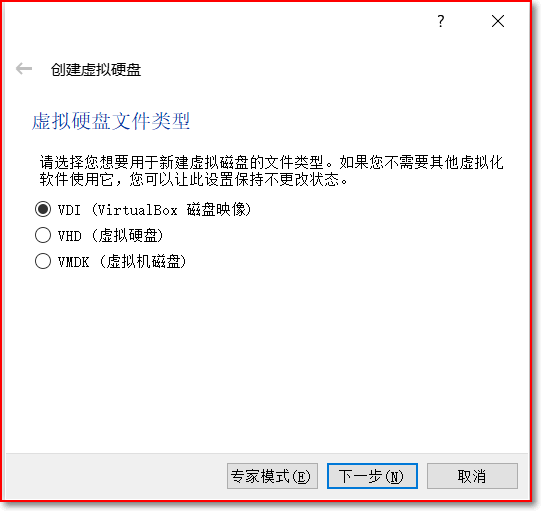 ?
创建虚拟硬盘
虚拟硬盘文件类型
请选择您想要用于新建虚拟磁盘的文件类型。如果您不需要其他虚拟化
软件使用它，您可以让此设置保持不更改状态。
VDI (VirtualBox 磁盘映像)
VHD (虚拟硬盘)
VMDK (虚拟机磁盘)
专家模式(E) 下一步(N) 取消